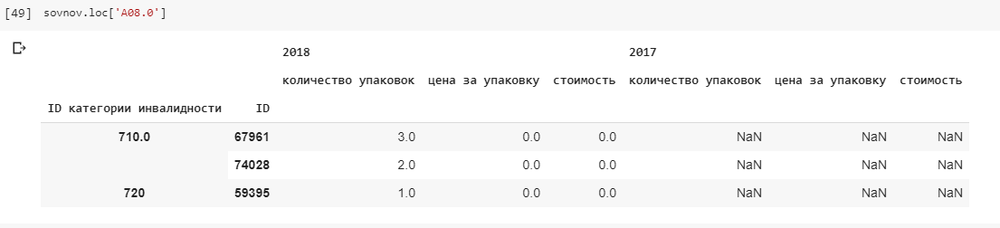 [49] sovnov.loc['A08.0']
2018 2017
количество упаковок цена за упаковку стоимость количество упаковок цена за упаковку стоимость
ID категории инвалидности ID
710.0 67961 3.0 0.0 0.0 NaN NaN NaN
74028 2.0 0.0 0.0 NaN NaN NaN
720 59395 1.0 0.0 0.0 NaN NaN NaN